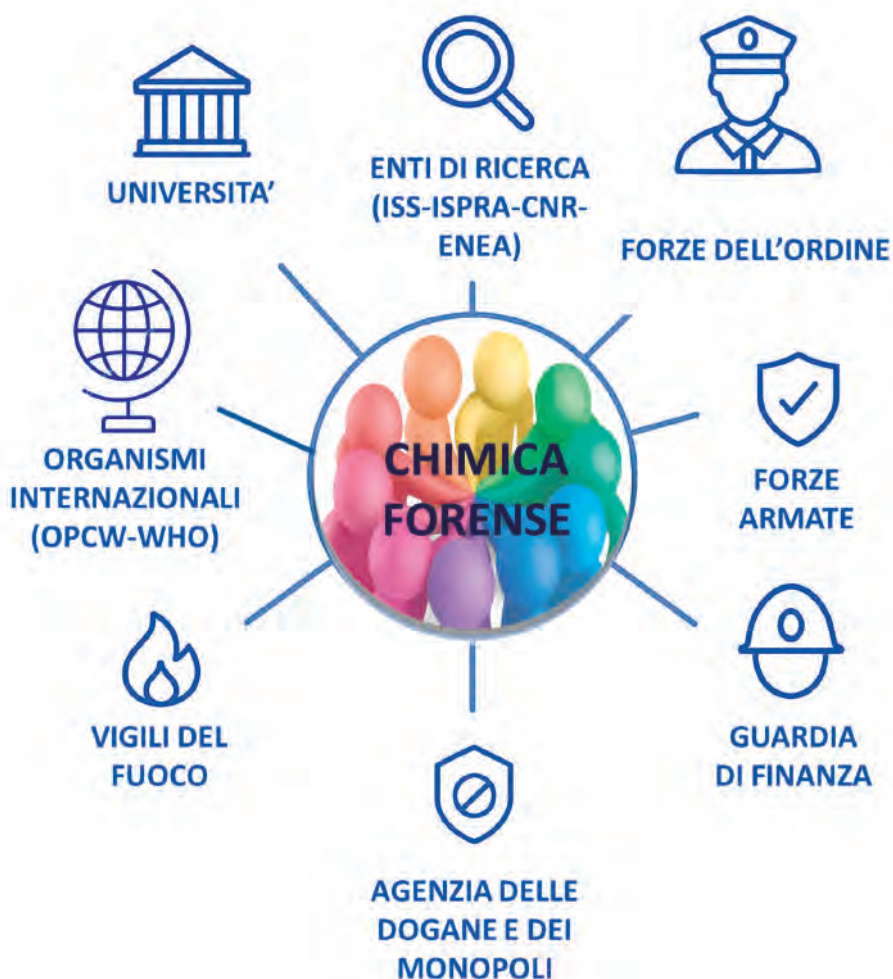 UNIVERSITA’
ENTI DI RICERCA
(ISS-ISPRA-CNR-
ENEA)
FORZE DELL’ORDINE
ORGANISMI
INTERNAZIONALI
(OPCW-WHO)
CHIMICA
FORENSE
FORZE
ARMATE
VIGILI DEL
FUOCO
GUARDIA
DI FINANZA
AGENZIA DELLE
DOGANE E DEI
MONOPOLI